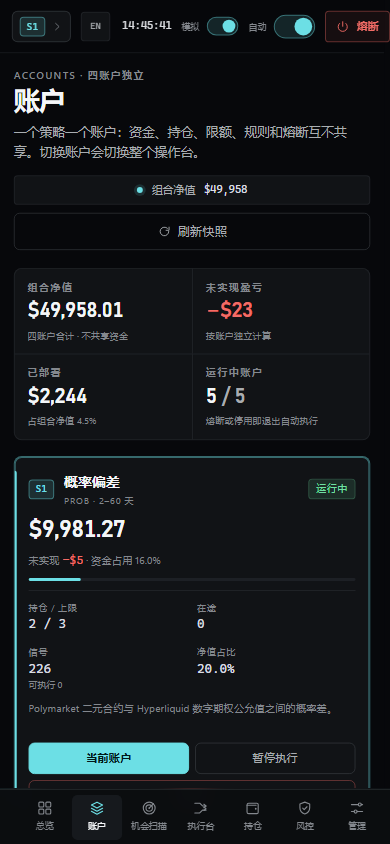 S1
EN
14:45:41
模拟
自动
熔断
ACCOUNTS · 四账户独立
账户
一个策略一个账户：资金、持仓、限额、规则和熔断互不共
享。切换账户会切换整个操作台。
组合净值 $49,958
刷新快照
组合净值
$49,958.01
四账户合计 · 不共享资金
未实现盈亏
−$23
按账户独立计算
已部署
$2,244
占组合净值 4.5%
运行中账户
5 / 5
熔断或停用即退出自动执行
S1
概率偏差
PROB · 2–60 天
运行中
$9,981.27
未实现 −$5 · 资金占用 16.0%
持仓 / 上限
2 / 3
在途
0
信号
226
可执行 0
净值占比
20.0%
Polymarket 二元合约与 Hyperliquid 数字期权公允值之间的概率差。
当前账户
暂停执行
总览
账户
机会扫描
执行台
持仓
风控
管理